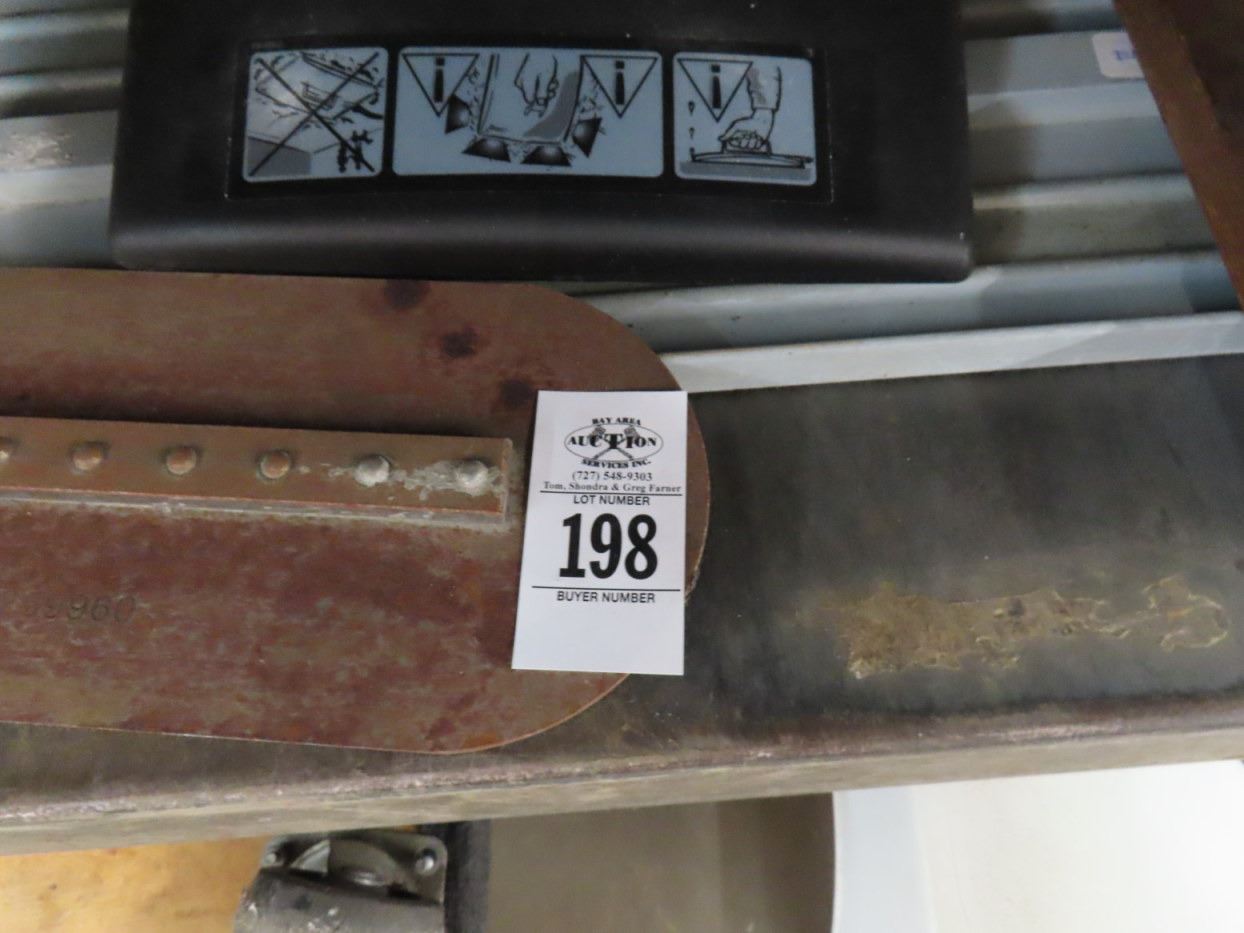 BAY AREA
AUCTION
SERVICES INC.
(727) 548-9303
Tom, Shondra & Greg Farner
LOT NUMBER
198
BUYER NUMBER